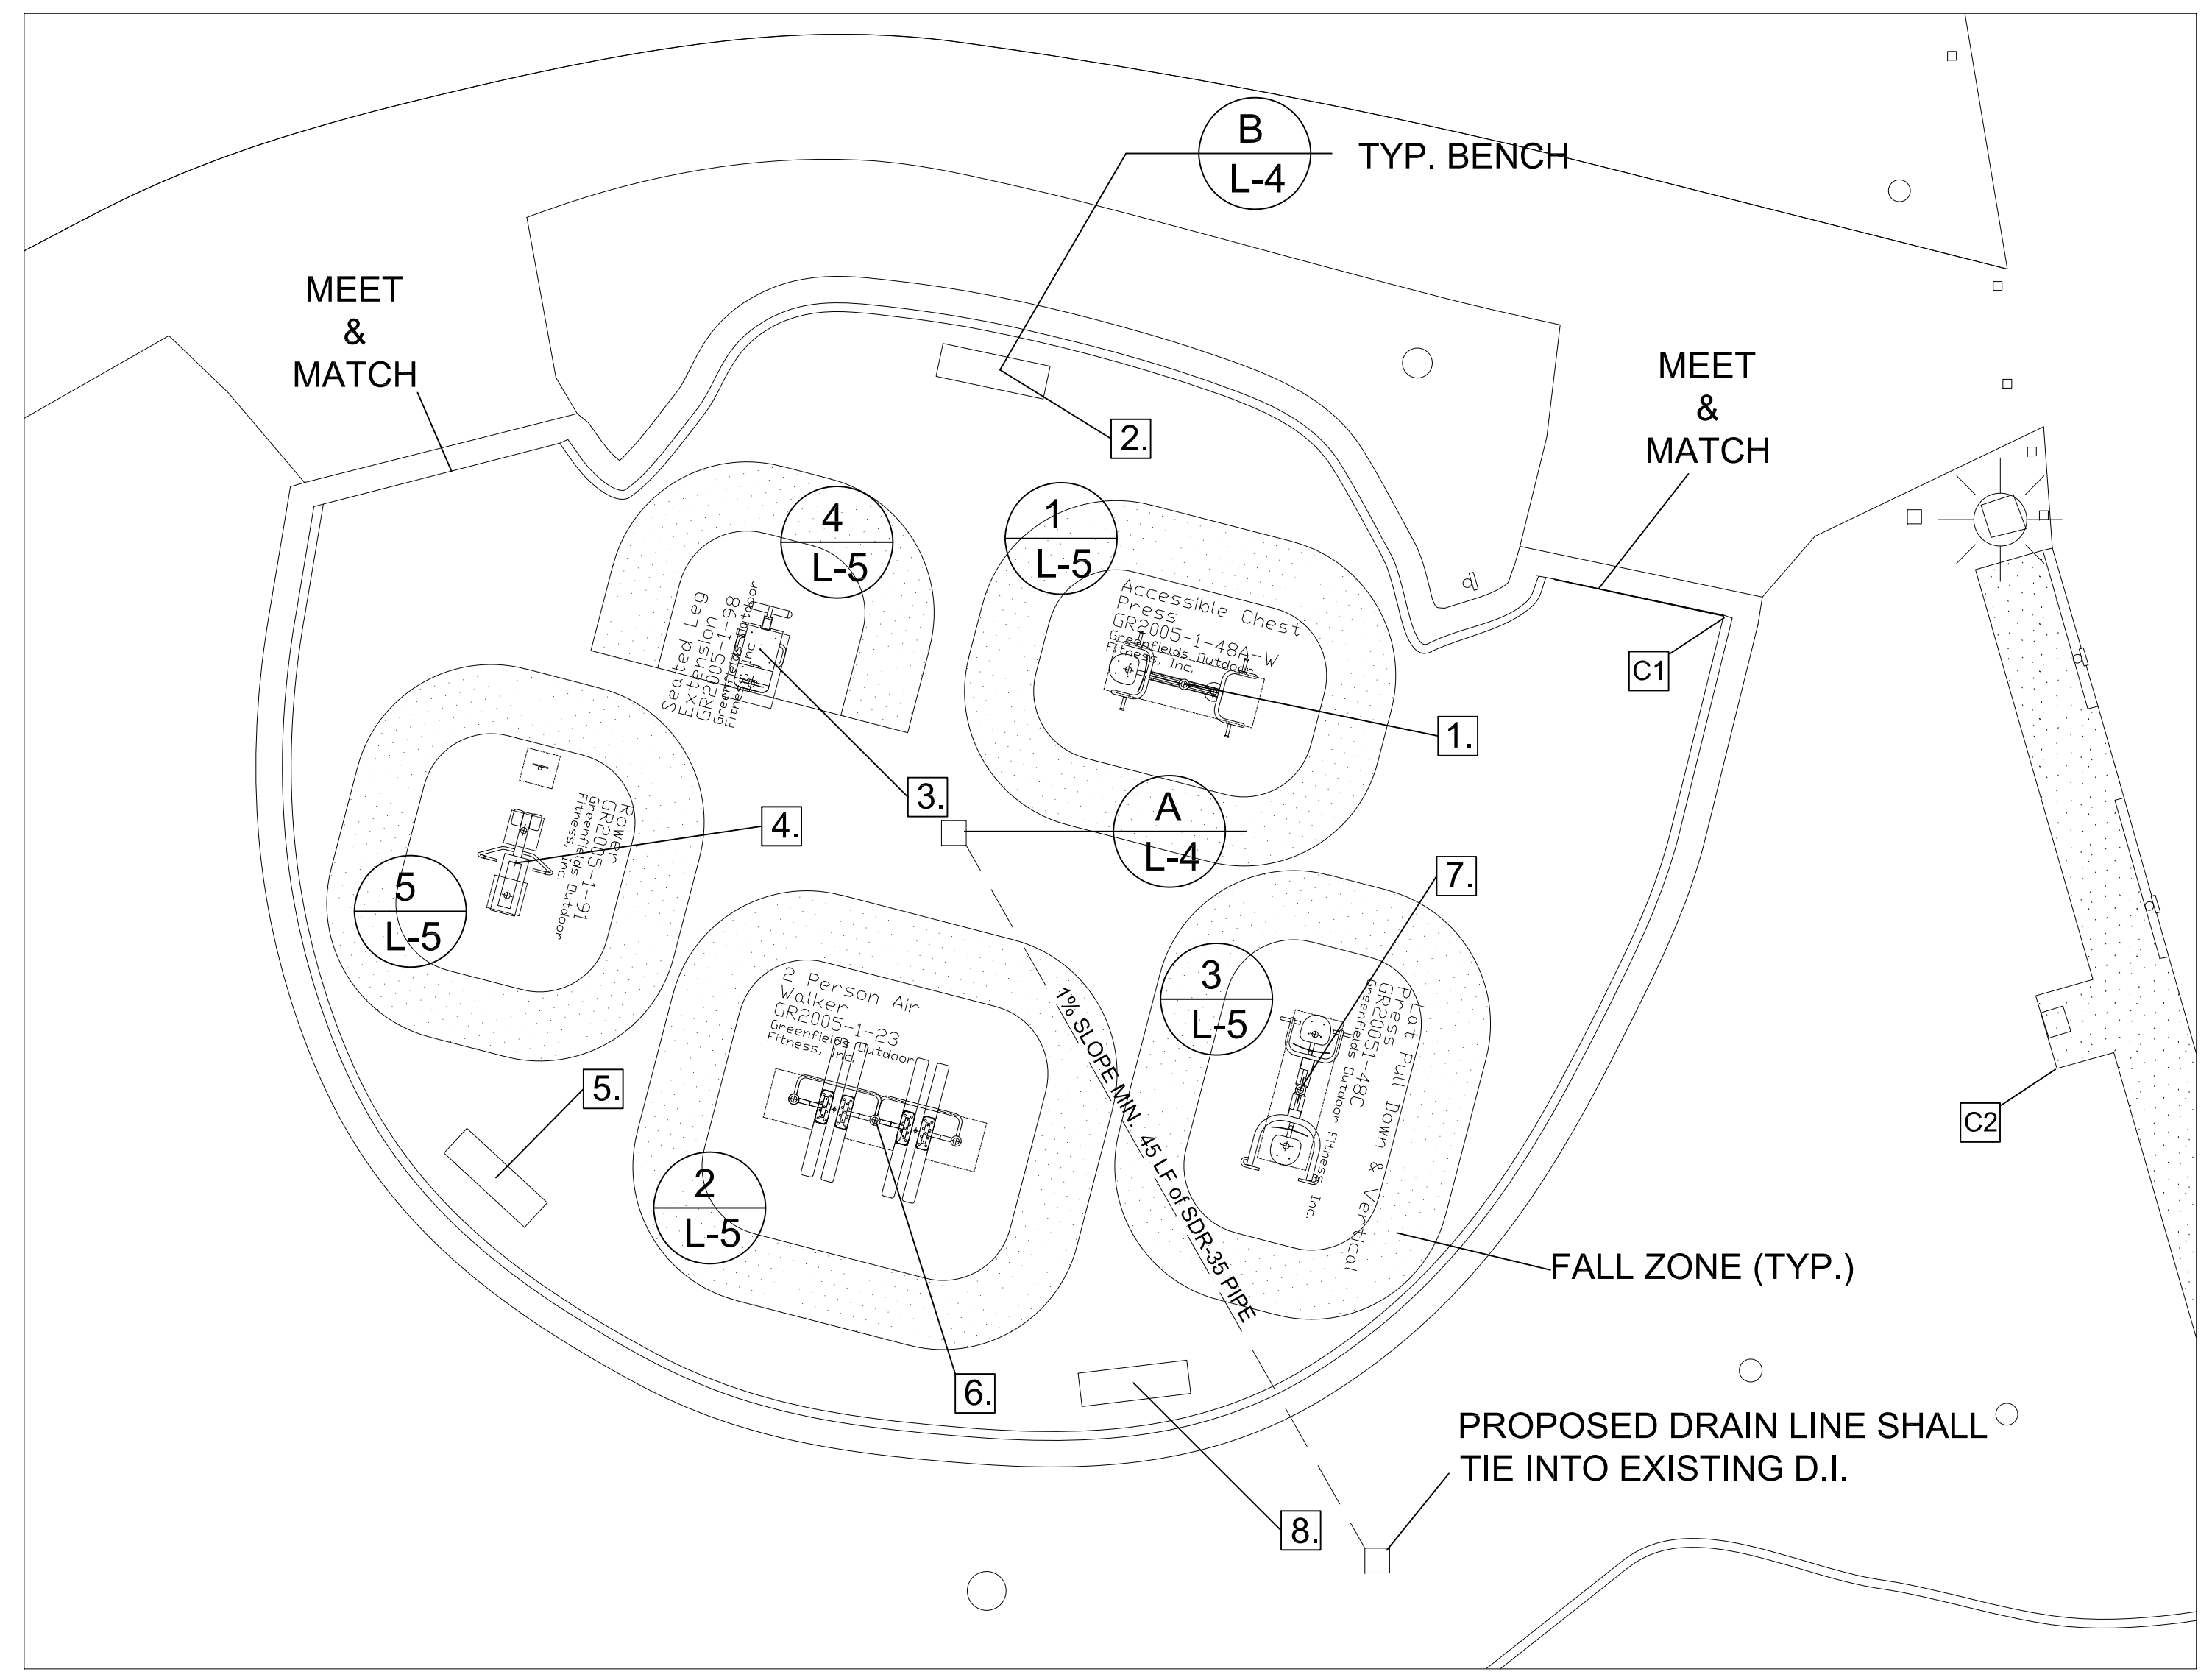 B
L-4
TYP. BENCH
MEET
&
MATCH
MEET
&
MATCH
2.
4
L-5
1
L-5
Seated Leg
Extension
GR2005-1-98
Greenfields Outdoor
Fitness, Inc.
Accessible Chest
Press
GR2005-1-48A-W
Greenfields Outdoor
Fitness, Inc.
C1
1.
3.
A
L-4
4.
Rower
GR2005-1-91
Greenfields Outdoor
Fitness, Inc.
5
L-5
7.
2 Person Air
Walker
GR2005-1-23
Greenfields Outdoor
Fitness, Inc.
3
L-5
Lat Pull Down & Vertical
Press
GR20051-48C
Greenfields Outdoor Fitness, Inc.
1% SLOPE MIN. 45 LF of SDR-35 PIPE
5.
C2
2
L-5
FALL ZONE (TYP.)
6.
PROPOSED DRAIN LINE SHALL
TIE INTO EXISTING D.I.
8.